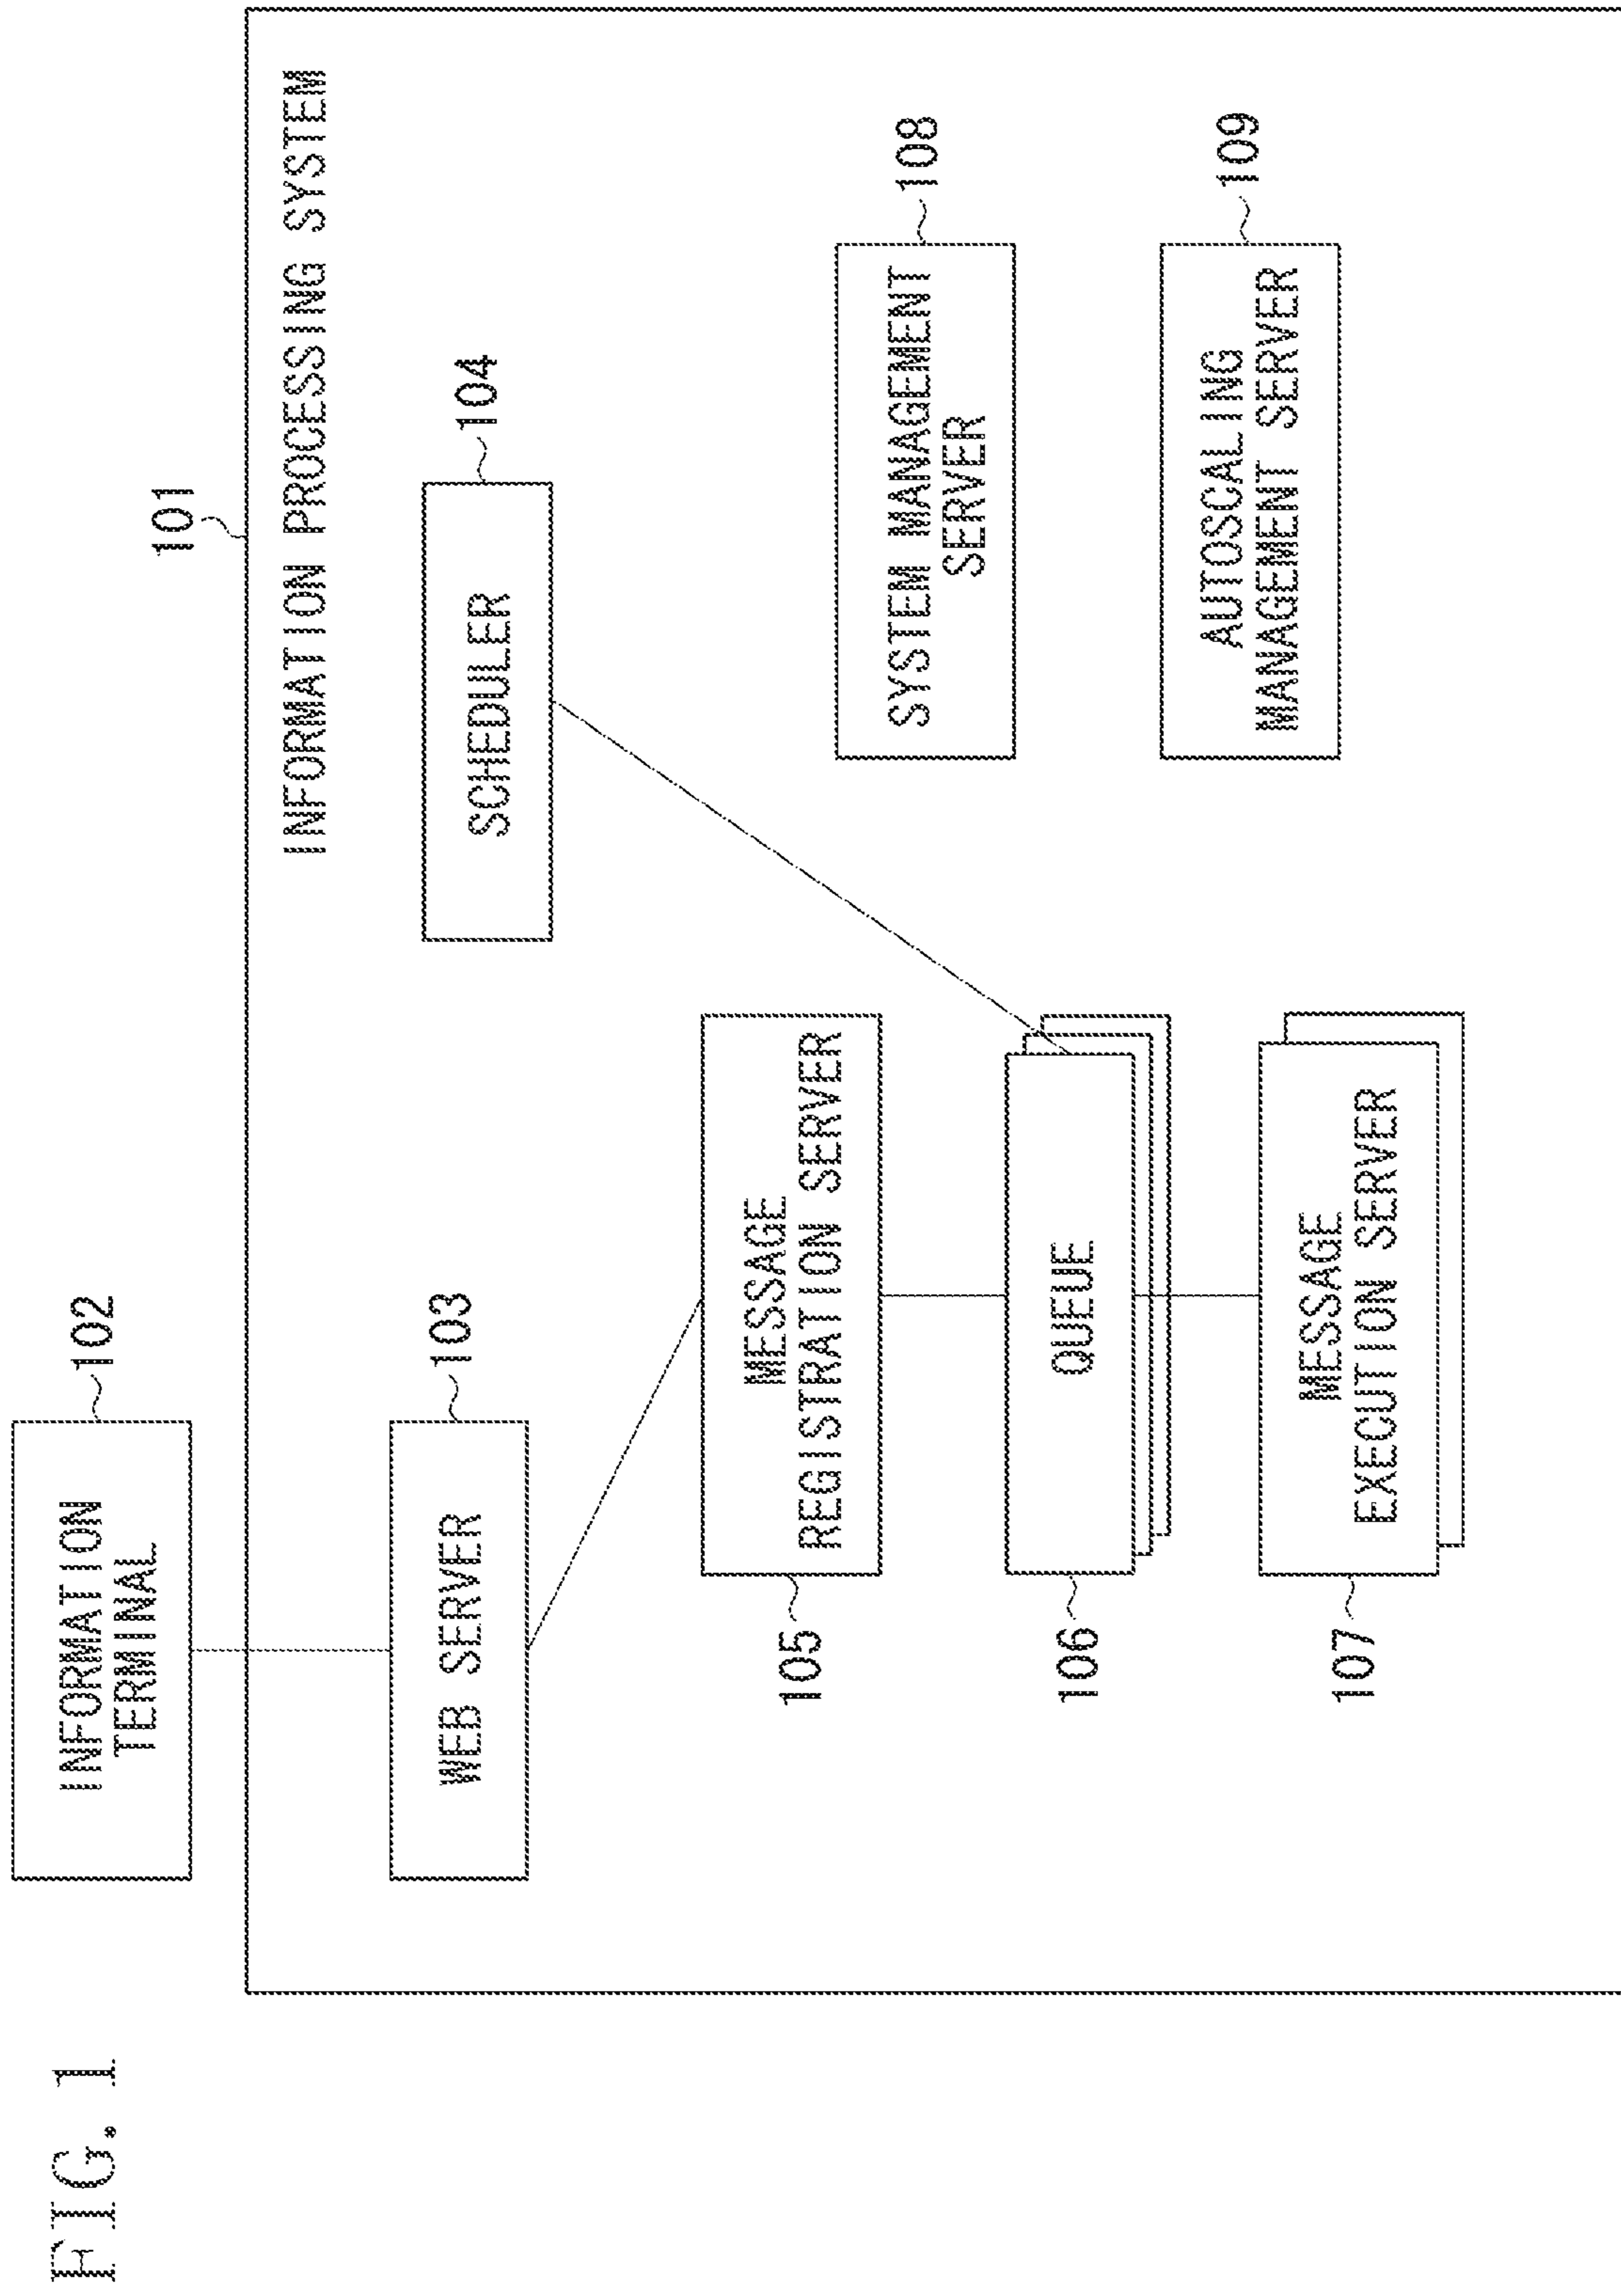 FIG. 1
101
INFORMATION PROCESSING SYSTEM
102
INFORMATION
TERMINAL
103
WEB SERVER
104
SCHEDULER
105
MESSAGE
REGISTRATION SERVER
106
QUEUE
107
MESSAGE
EXECUTION SERVER
108
SYSTEM MANAGEMENT
SERVER
109
AUTOSCALING
MANAGEMENT SERVER